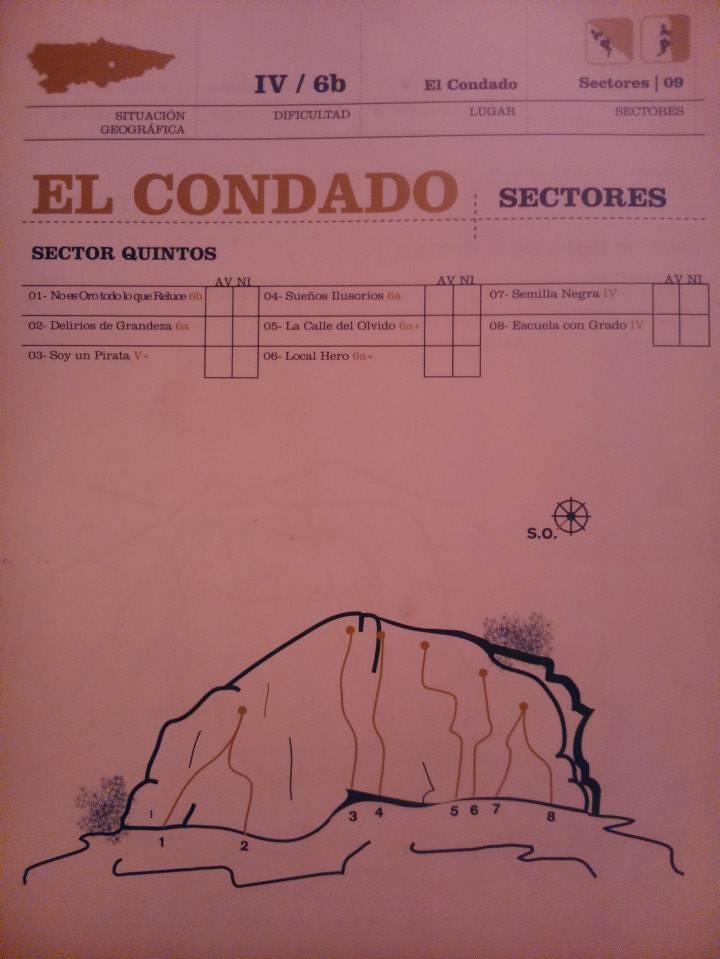 IV / 6b
El Condado
Sectores | 09
SITUACIÓN
GEOGRÁFICA
DIFICULTAD
LUGAR
SECTORES
EL CONDADO
SECTORES
SECTOR QUINTOS
AV NI
AV NI
AV NI
01- No es Oro todo lo que Reluce 6b
04- Sueños Ilusorios 6a
07- Semilla Negra IV
02- Delirios de Grandeza 6a
05- La Calle del Olvido 6a+
08- Escuela con Grado IV
03- Soy un Pirata V+
06- Local Hero 6a+
S.O.
1
2
3
4
5
6
7
8